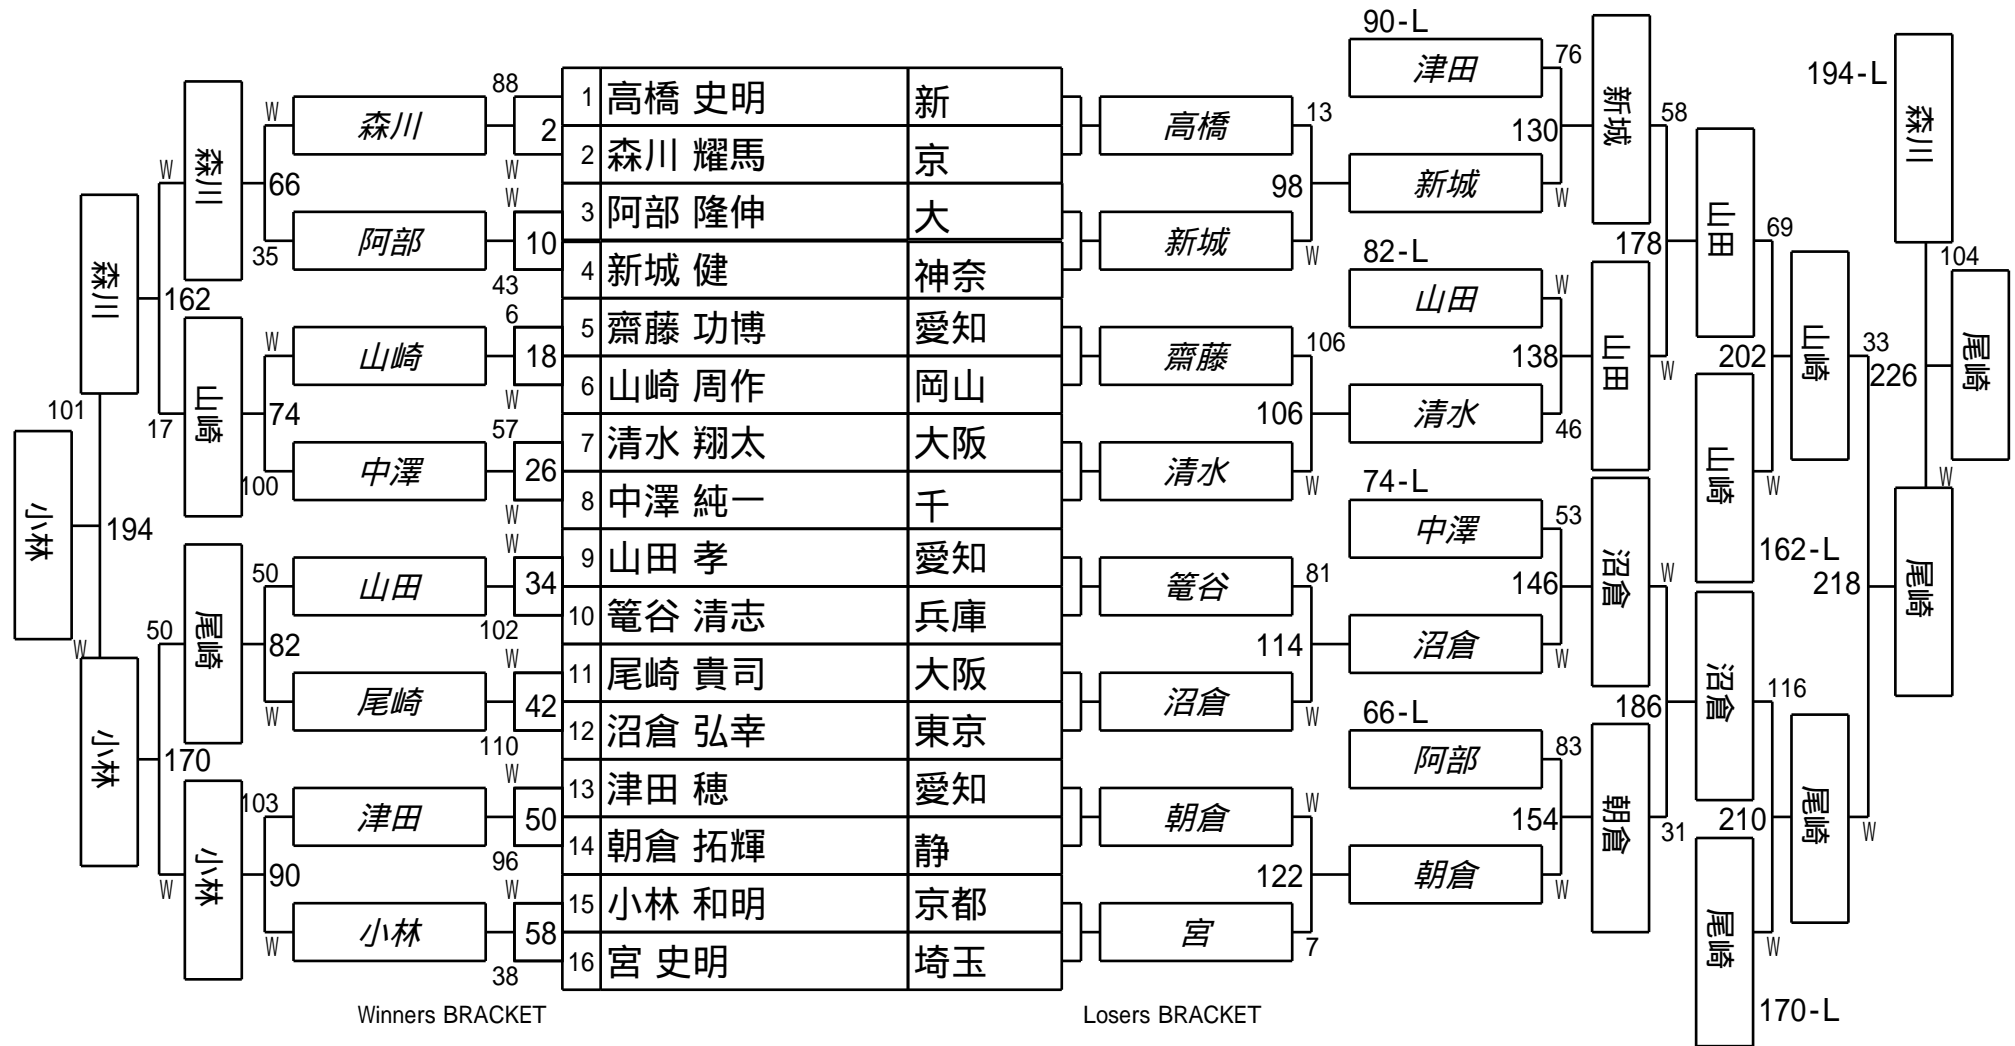 90-L
津田
76
194-L
森川
88
1 高橋 史明 新
高橋
13
新城
58
W
森川
2
2 森川 耀馬 京
130
森川
W
W
山田
W
66
W
3 阿部 隆伸 大
98
新城
W
阿部
10
新城
178
69
35
43
4 新城 健 神奈
W
82-L
104
森川
162
6
5 齋藤 功博 愛知
山田
W
山田
山崎
尾崎
W
山崎
18
齋藤
106
138
W
202
33
226
山崎
W
6 山崎 周作 岡山
山崎
101
17
74
57
7 清水 翔太 大阪
106
清水
46
中澤
26
清水
W
W
W
100
W
8 中澤 純一 千
74-L
中澤
53
小林
194
W
9 山田 孝 愛知
沼倉
162-L
50
山田
34
篭谷
81
146
W
218
尾崎
102
10 篭谷 清志 兵庫
50
尾崎
82
W
11 尾崎 貴司 大阪
114
沼倉
W
沼倉
W
尾崎
42
沼倉
W
186
116
W
110
12 沼倉 弘幸 東京
66-L
阿部
83
小林
170
W
13 津田 穂 愛知
103
津田
50
朝倉
W
154
朝倉
31
210
尾崎
W
96
14 朝倉 拓輝 静
W
小林
90
W
15 小林 和明 京都
122
朝倉
W
小林
58
宮
7
尾崎
W
W
38
16 宮 史明 埼玉
Winners BRACKET
Losers BRACKET
170-L